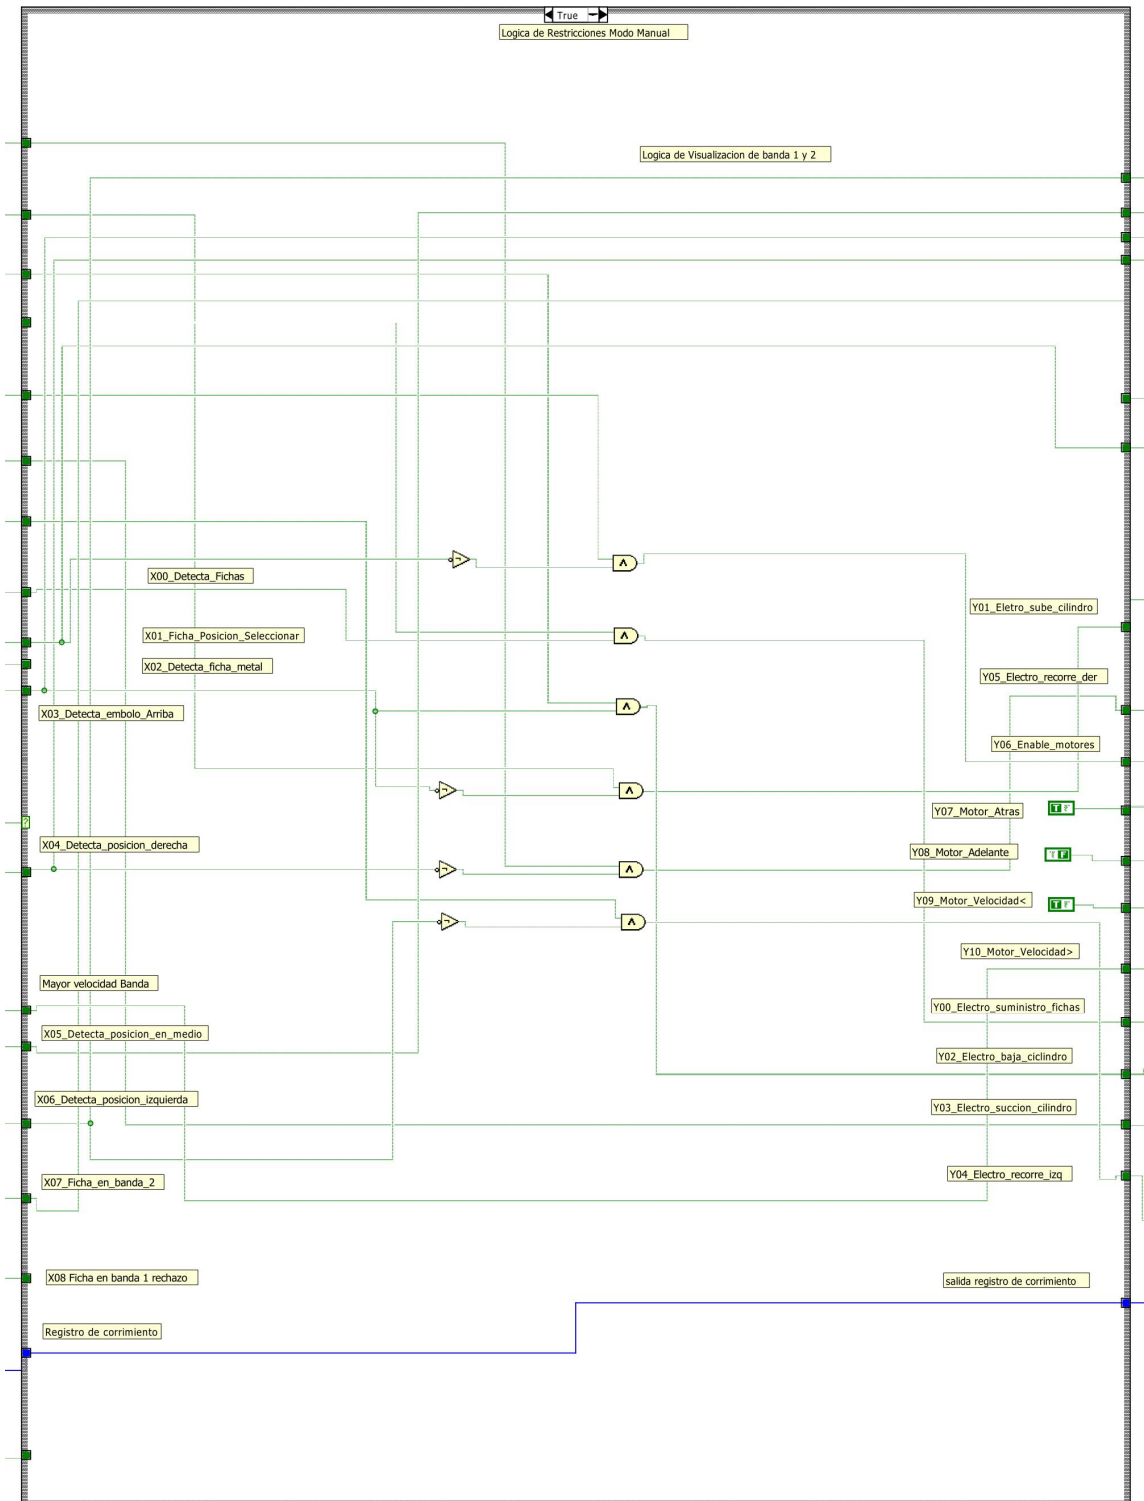 True
Logica de Restricciones Modo Manual
Logica de Visualizacion de banda 1 y 2
X00_Detecta_Fichas
Y01_Eletro_sube_cilindro
X01_Ficha_Posicion_Seleccionar
X02_Detecta_ficha_metal
Y05_Electro_recorre_der
X03_Detecta_embolo_Arriba
Y06_Enable_motores
Y07_Motor_Atras
T F
?
X04_Detecta_posicion_derecha
Y08_Motor_Adelante
T F
Y09_Motor_Velocidad<
T F
Y10_Motor_Velocidad>
Mayor velocidad Banda
Y00_Electro_suministro_fichas
X05_Detecta_posicion_en_medio
Y02_Electro_baja_ciclindro
X06_Detecta_posicion_izquierda
Y03_Electro_succion_cilindro
Y04_Electro_recorre_izq
X07_Ficha_en_banda_2
X08 Ficha en banda 1 rechazo
salida registro de corrimiento
Registro de corrimiento